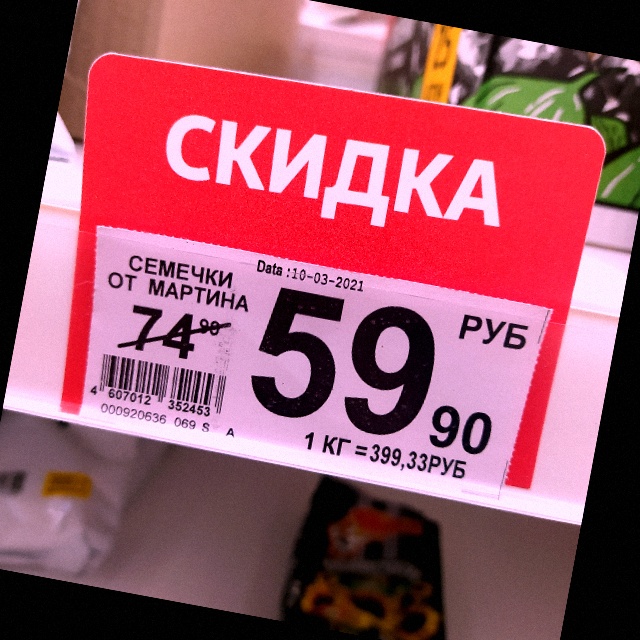 СКИДКА
СЕМЕЧКИ
ОТ МАРТИНА
74 90
Data :10-03-2021
59 90
РУБ
1 КГ = 399,33РУБ
4 607012 352453
000920636 069 S A